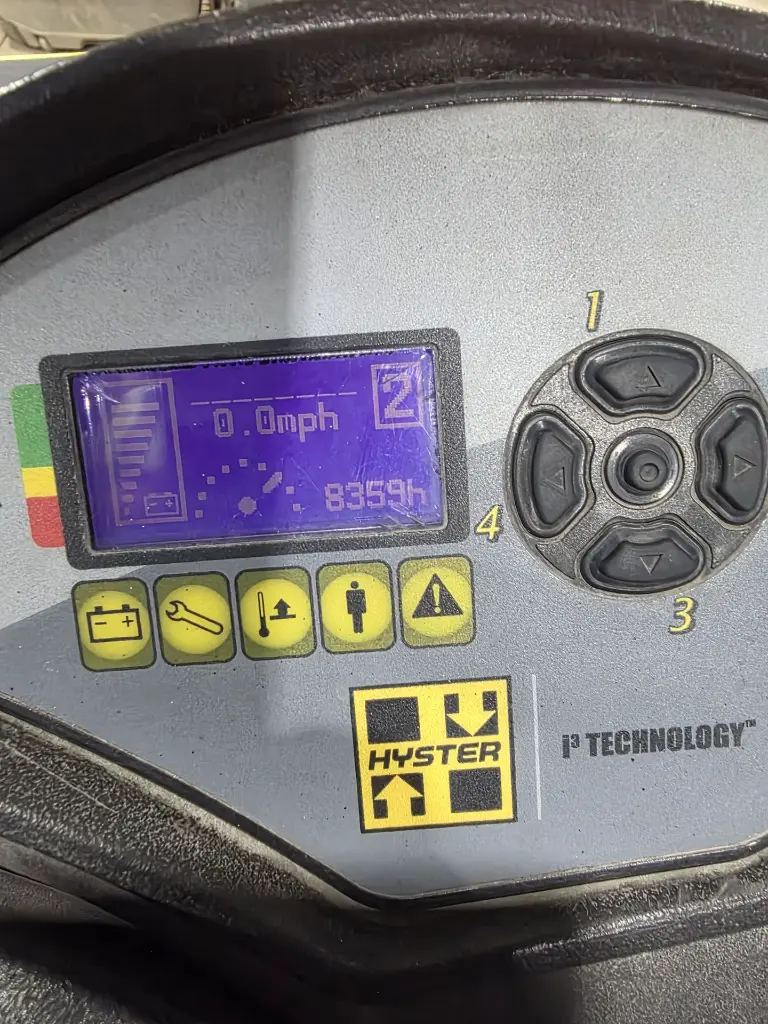 1
2
0.0mph
8359h
4
3
HYSTER
i³ TECHNOLOGY™